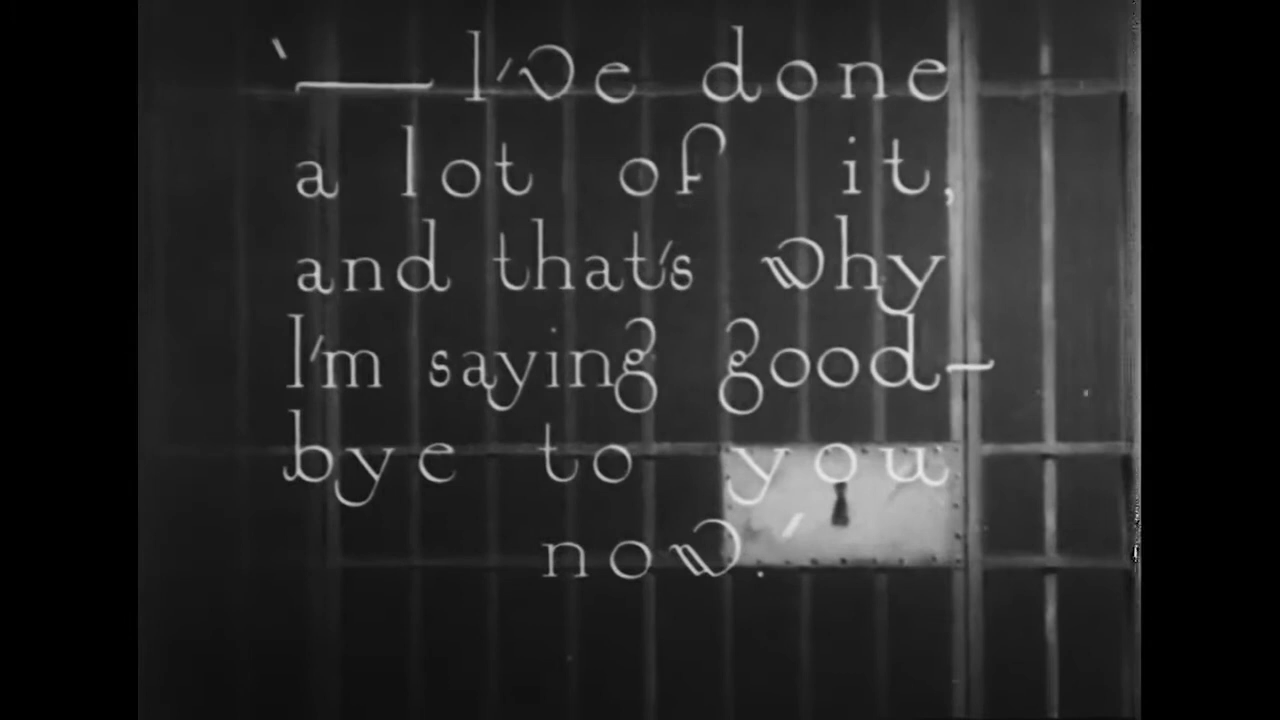 '— I've done
a lot of it,
and that's why
I'm saying good-
bye to you
now.'